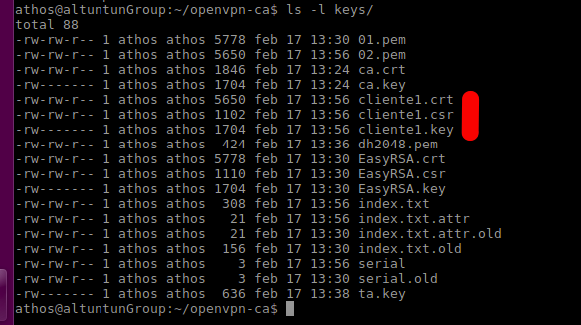 athos@altuntunGroup:~/openvpn-ca$ ls -l keys/
total 88
-rw-rw-r-- 1 athos athos 5778 feb 17 13:30 01.pem
-rw-rw-r-- 1 athos athos 5650 feb 17 13:56 02.pem
-rw-rw-r-- 1 athos athos 1846 feb 17 13:24 ca.crt
-rw------- 1 athos athos 1704 feb 17 13:24 ca.key
-rw-rw-r-- 1 athos athos 5650 feb 17 13:56 cliente1.crt
-rw-rw-r-- 1 athos athos 1102 feb 17 13:56 cliente1.csr
-rw------- 1 athos athos 1704 feb 17 13:56 cliente1.key
-rw-rw-r-- 1 athos athos  424 feb 17 13:36 dh2048.pem
-rw-rw-r-- 1 athos athos 5778 feb 17 13:30 EasyRSA.crt
-rw-rw-r-- 1 athos athos 1110 feb 17 13:30 EasyRSA.csr
-rw------- 1 athos athos 1704 feb 17 13:30 EasyRSA.key
-rw-rw-r-- 1 athos athos  308 feb 17 13:56 index.txt
-rw-rw-r-- 1 athos athos   21 feb 17 13:56 index.txt.attr
-rw-rw-r-- 1 athos athos   21 feb 17 13:30 index.txt.attr.old
-rw-rw-r-- 1 athos athos  156 feb 17 13:30 index.txt.old
-rw-rw-r-- 1 athos athos    3 feb 17 13:56 serial
-rw-rw-r-- 1 athos athos    3 feb 17 13:30 serial.old
-rw------- 1 athos athos  636 feb 17 13:38 ta.key
athos@altuntunGroup:~/openvpn-ca$